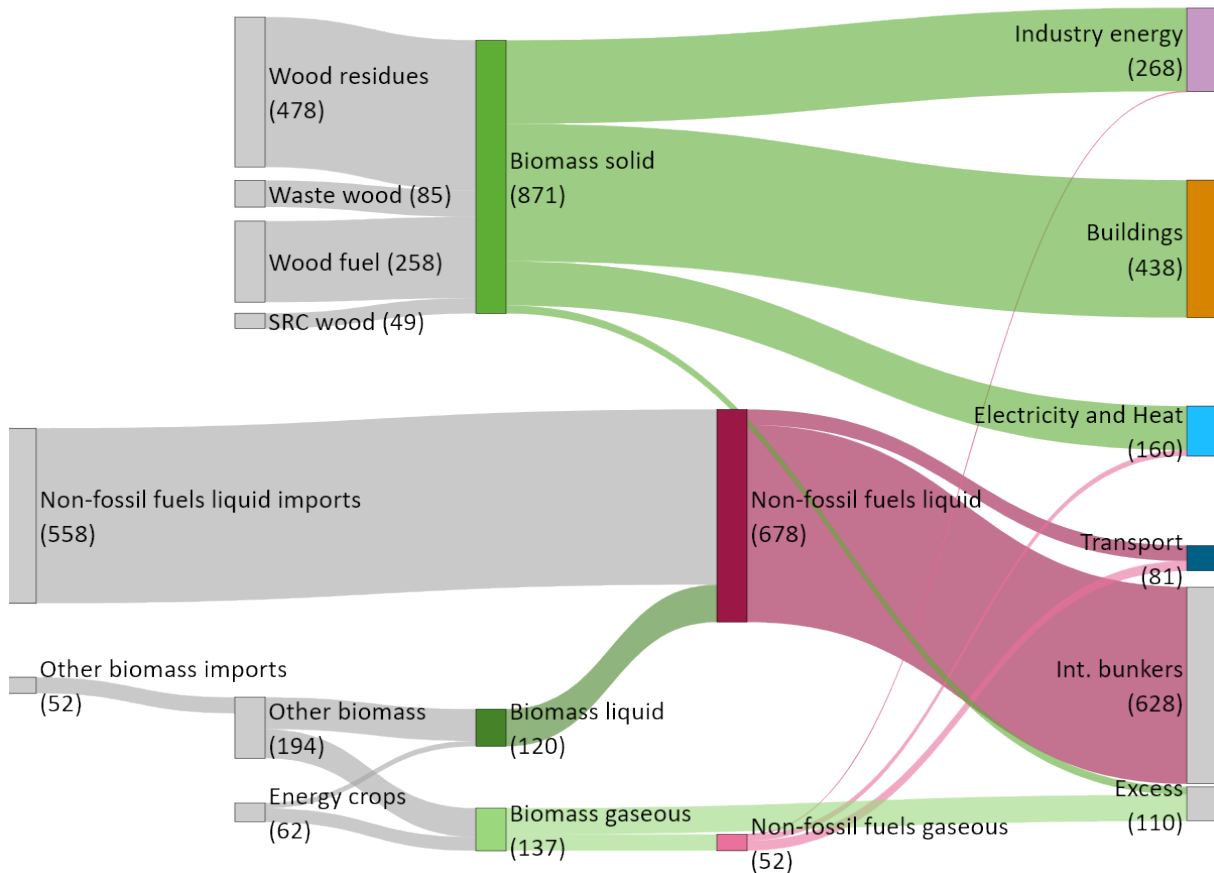 Wood residues
(478)
Waste wood (85)
Wood fuel (258)
SRC wood (49)
Biomass solid
(871)
Industry energy
(268)
Buildings
(438)
Electricity and Heat
(160)
Non-fossil fuels liquid imports
(558)
Non-fossil fuels liquid
(678)
Transport
(81)
Int. bunkers
(628)
Other biomass imports
(52)
Other biomass
(194)
Biomass liquid
(120)
Energy crops
(62)
Biomass gaseous
(137)
Non-fossil fuels gaseous
(52)
Excess
(110)